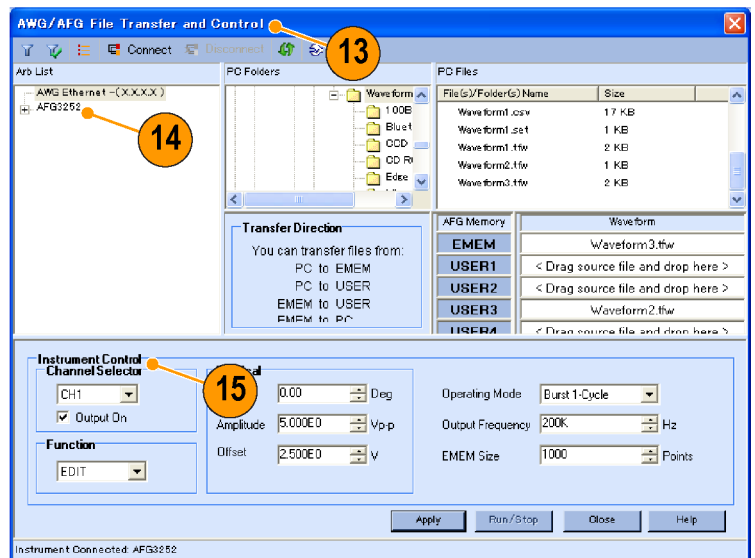 AWG/AFG File Transfer and Control
13
Connect
Disconnect
Arb List
PC Folders
PC Files
AWG Ethernet -(X.X.X.X)
AFG3252
14
Waveform
100B
Bluet
CCD
CD R
Edge
File(s)/Folder(s) Name
Size
Waveform1.csv
17 KB
Waveform1.set
1 KB
Waveform1.tfw
2 KB
Waveform2.tfw
1 KB
Waveform3.tfw
2 KB
Transfer Direction
You can transfer files from:
PC to EMEM
PC to USER
EMEM to USER
EMEM to PC
AFG Memory
Waveform
EMEM
Waveform3.tfw
USER1
< Drag source file and drop here >
USER2
< Drag source file and drop here >
USER3
Waveform2.tfw
USER4
< Drag source file and drop here >
Instrument Control
Channel Selector
CH1
Output On
Function
EDIT
15
al
0.00
Deg
Amplitude
5.000E0
Vp-p
Offset
2.500E0
V
Operating Mode
Burst 1-Cycle
Output Frequency
200K
Hz
EMEM Size
1000
Points
Apply
Run/Stop
Close
Help
Instrument Connected: AFG3252